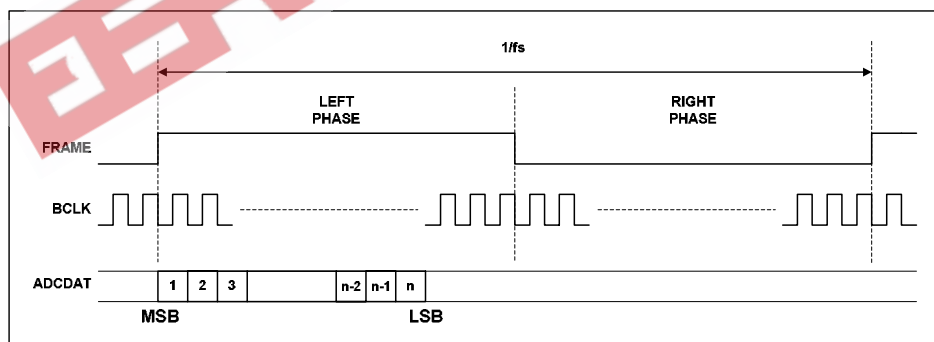 1/fs
LEFT
PHASE
RIGHT
PHASE
FRAME
BCLK
ADCDAT
1 2 3 n-2 n-1 n
MSB LSB